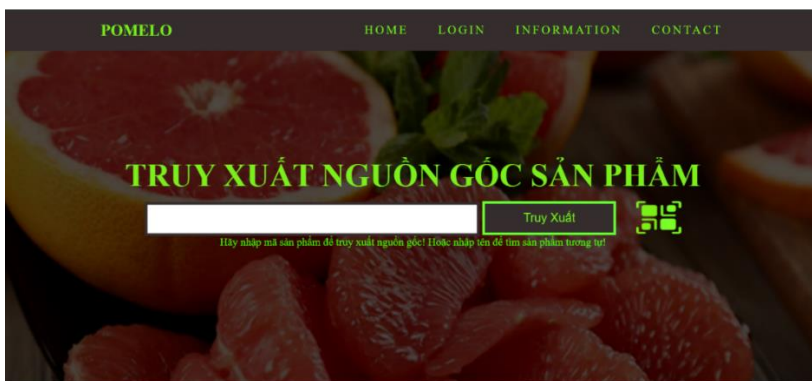 POMELO HOME LOGIN INFORMATION CONTACT
TRUY XUẤT NGUỒN GỐC SẢN PHẨM
Truy Xuất
Hãy nhập mã sản phẩm để truy xuất nguồn gốc! Hoặc nhập tên để tìm sản phẩm tương tự!